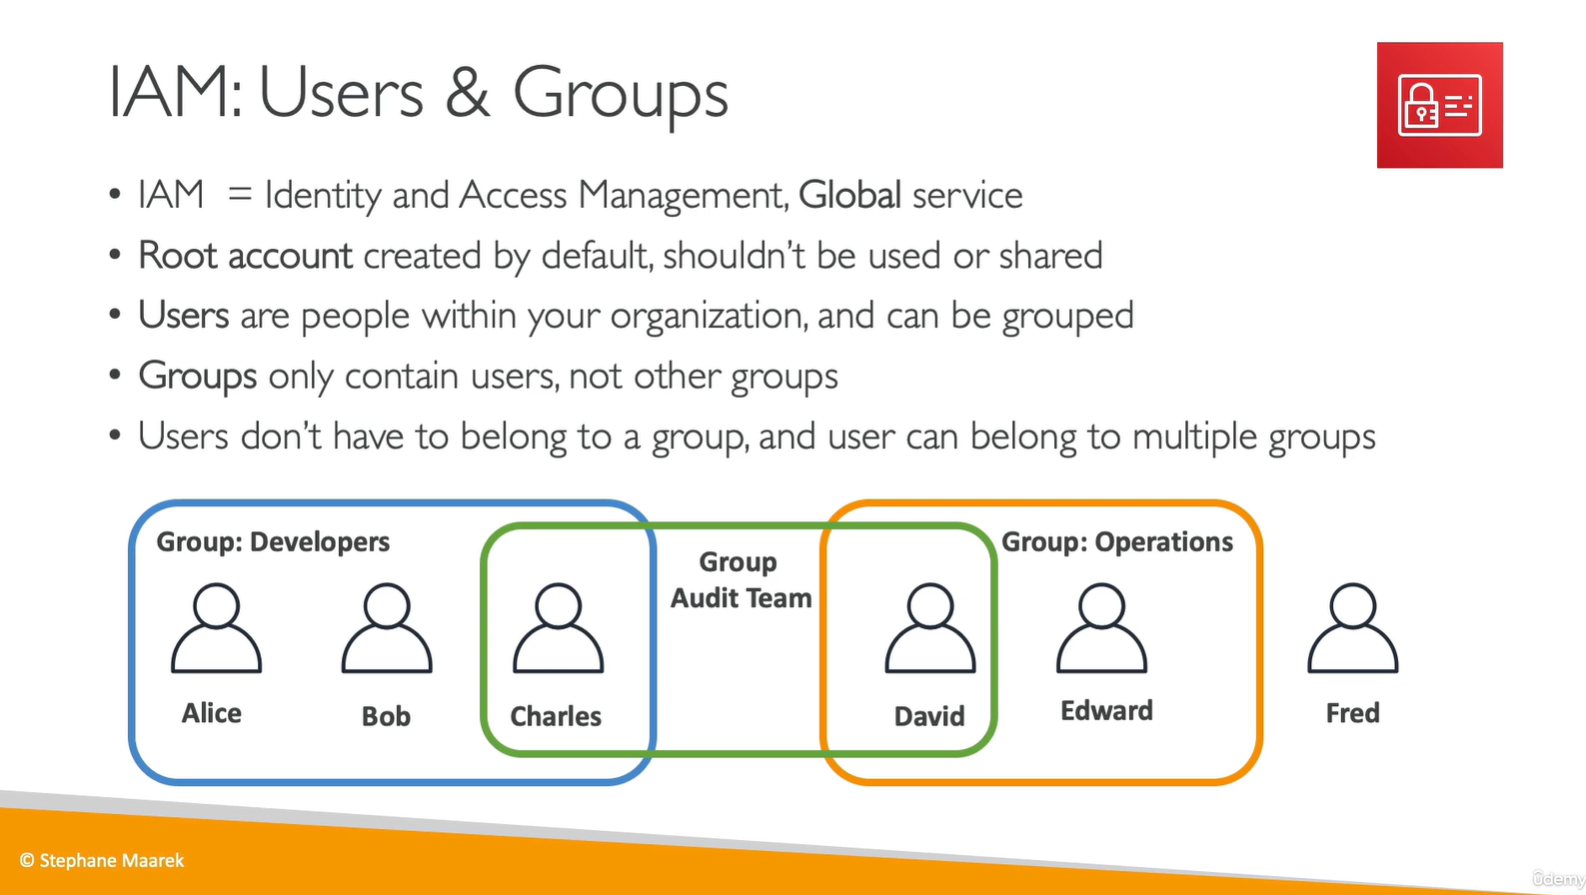 IAM: Users & Groups
• IAM = Identity and Access Management, Global service
• Root account created by default, shouldn't be used or shared
• Users are people within your organization, and can be grouped
• Groups only contain users, not other groups
• Users don't have to belong to a group, and user can belong to multiple groups
Group: Developers
Group
Audit Team
Group: Operations
Alice
Bob
Charles
David
Edward
Fred
© Stephane Maarek
ûdemy